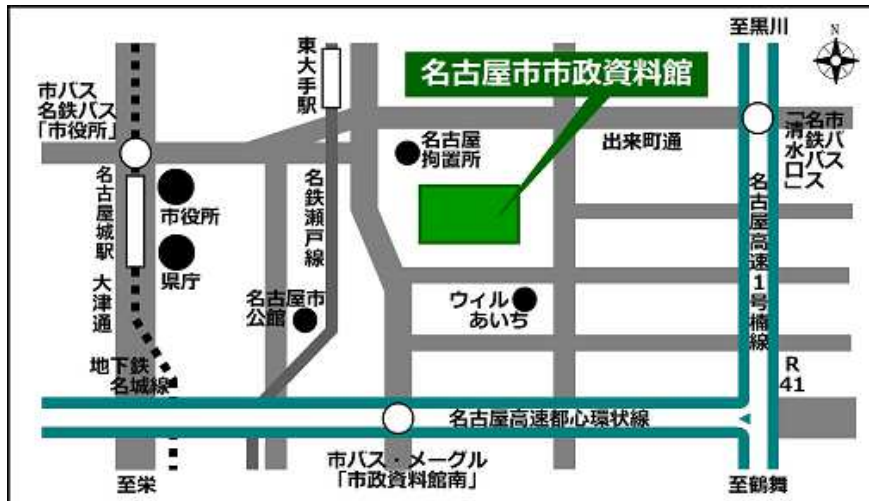 至黒川
N
名古屋市市政資料館
東大手駅
市バス
名鉄バス
「市役所」
名古屋
拘置所
出来町通
市バス
名鉄バス
「清水口」
名古屋城駅
市役所
名鉄瀬戸線
名古屋高速1号楠線
県庁
大津通
名古屋市
公館
ウィル
あいち
地下鉄
名城線
R
41
名古屋高速都心環状線
市バス・メーグル
「市政資料館南」
至栄
至鶴舞